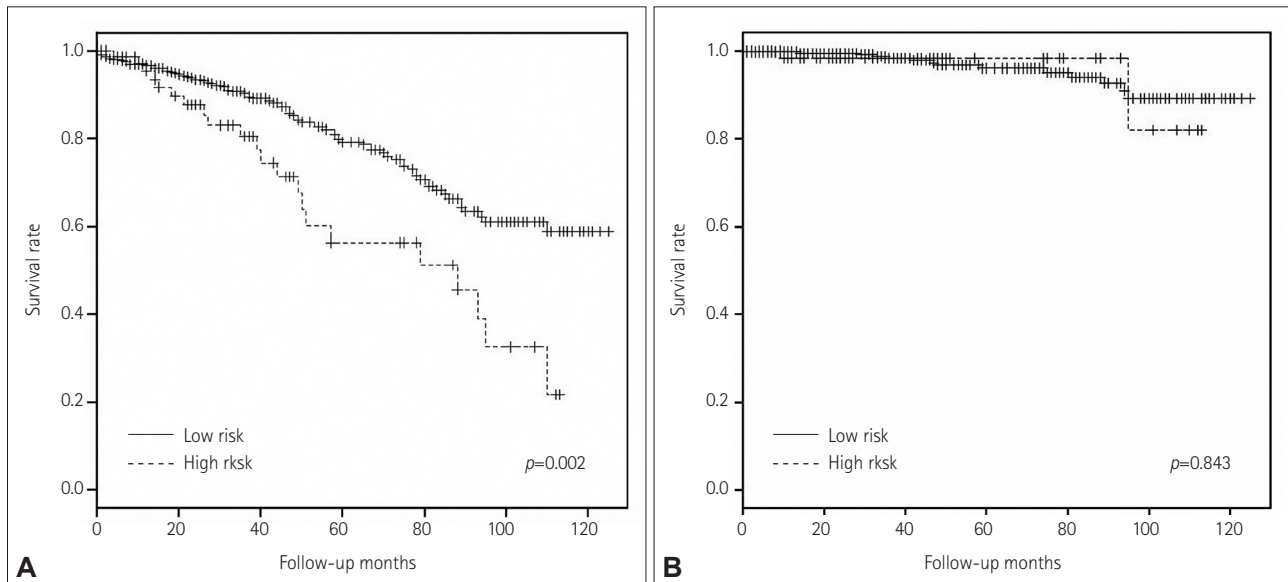 1.0
0.8
0.6
0.4
0.2
0.0
Survival rate
Low risk
High rksk
p=0.002
0 20 40 60 80 100 120
Follow-up months
A
1.0
0.8
0.6
0.4
0.2
0.0
Survival rate
Low risk
High rksk
p=0.843
0 20 40 60 80 100 120
Follow-up months
B